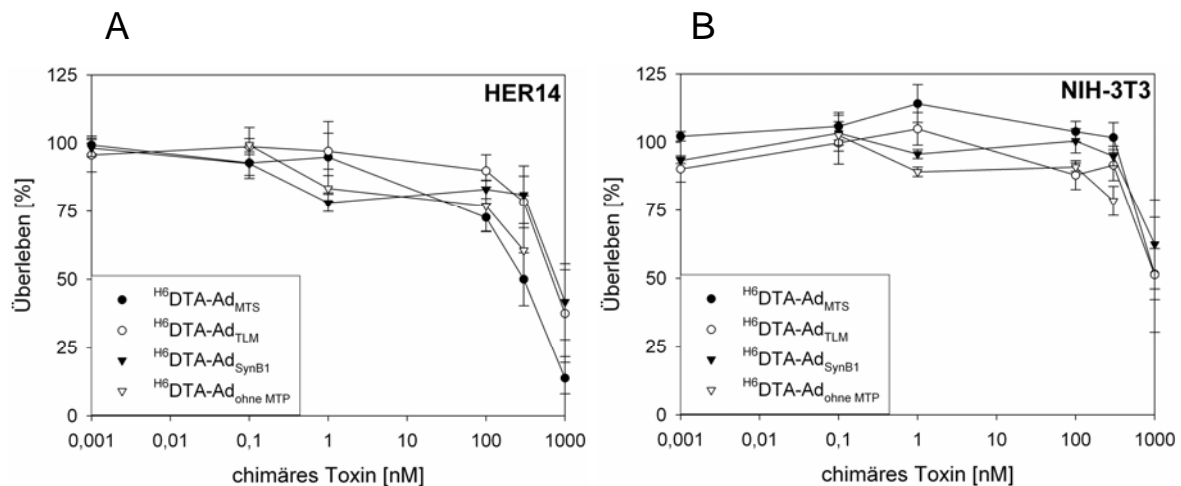 A
HER14
125
100
75
50
25
0
Überleben [%]
H6DTA-AdMTS
H6DTA-AdTLM
H6DTA-AdSynB1
H6DTA-Adohne MTP
0,001 0,01 0,1 1 10 100 1000
chimäres Toxin [nM]
B
NIH-3T3
125
100
75
50
25
0
Überleben [%]
H6DTA-AdMTS
H6DTA-AdTLM
H6DTA-AdSynB1
H6DTA-Adohne MTP
0,001 0,01 0,1 1 10 100 1000
chimäres Toxin [nM]